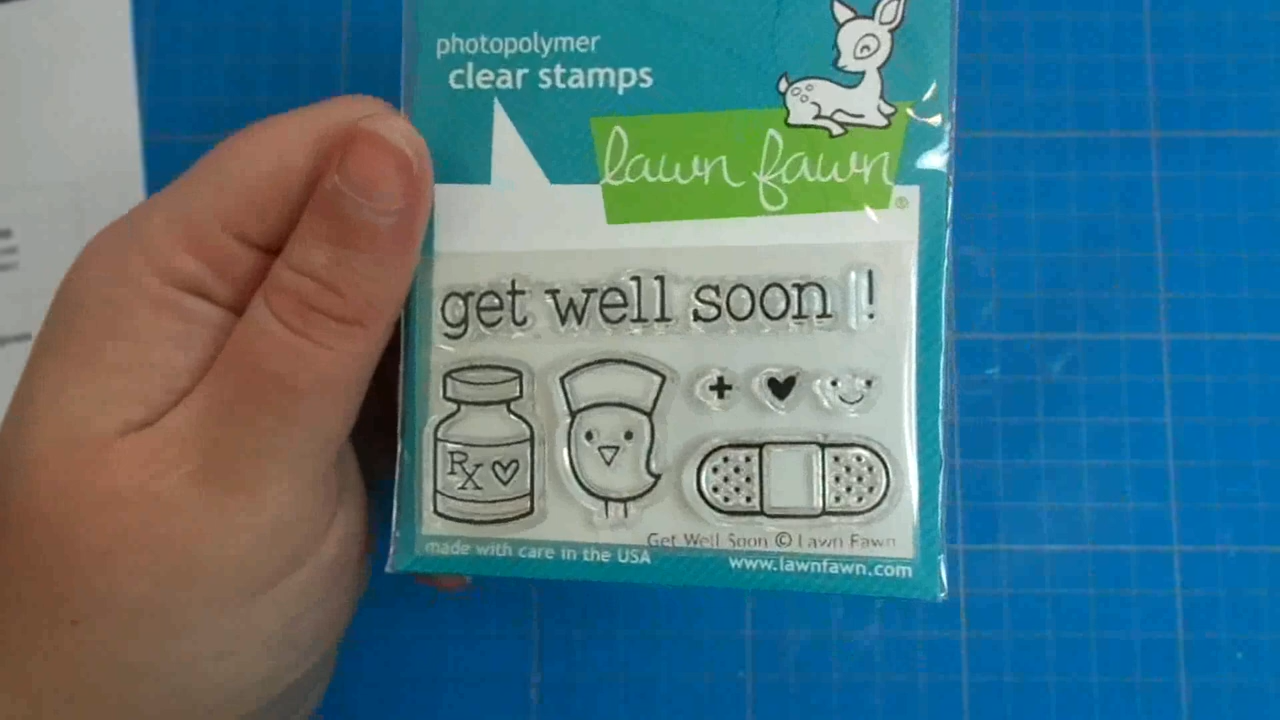 photopolymer
clear stamps
lawn fawn®
get well soon !
+
RX
Get Well Soon © Lawn Fawn
made with care in the USA
www.lawnfawn.com